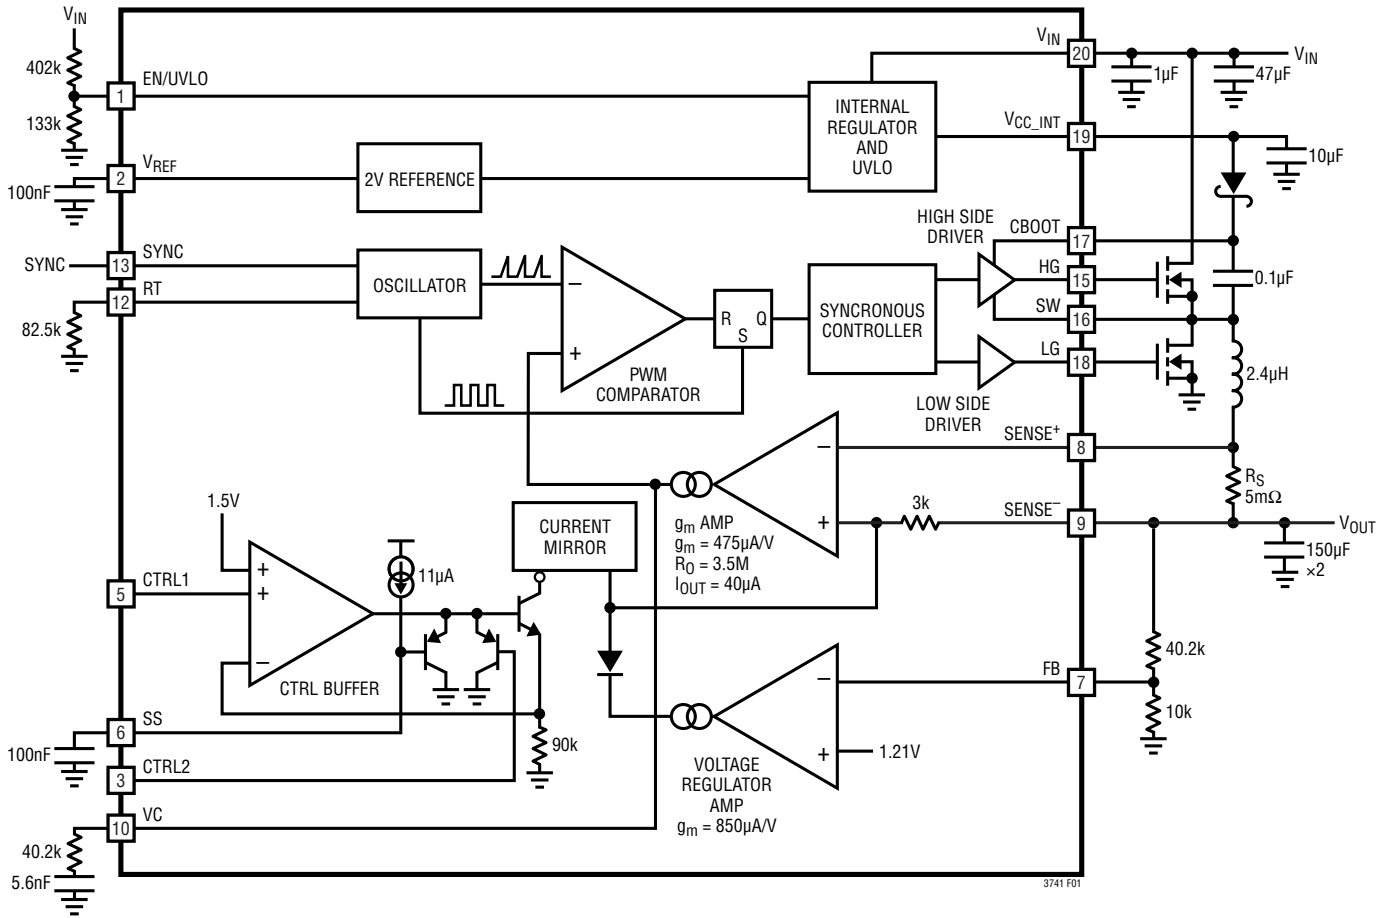 VIN
402k
133k
1
EN/UVLO
2
VREF
100nF
2V REFERENCE
INTERNAL
REGULATOR
AND
UVLO
VIN
20
VIN
1µF
47µF
VCC_INT
19
10µF
SYNC
13
SYNC
12
RT
82.5k
OSCILLATOR
−
+
PWM
COMPARATOR
R
Q
S
SYNCRONOUS
CONTROLLER
HIGH SIDE
DRIVER
LOW SIDE
DRIVER
CBOOT
17
HG
15
SW
16
LG
18
0.1µF
2.4µH
SENSE+
8
RS
5mΩ
SENSE−
9
VOUT
150µF
×2
3k
−
+
gm AMP
gm = 475µA/V
RO = 3.5M
IOUT = 40µA
CURRENT
MIRROR
1.5V
11µA
5
CTRL1
+
+
−
CTRL BUFFER
90k
6
SS
100nF
3
CTRL2
10
VC
40.2k
5.6nF
−
+
1.21V
VOLTAGE
REGULATOR
AMP
gm = 850µA/V
FB
7
40.2k
10k
3741 F01